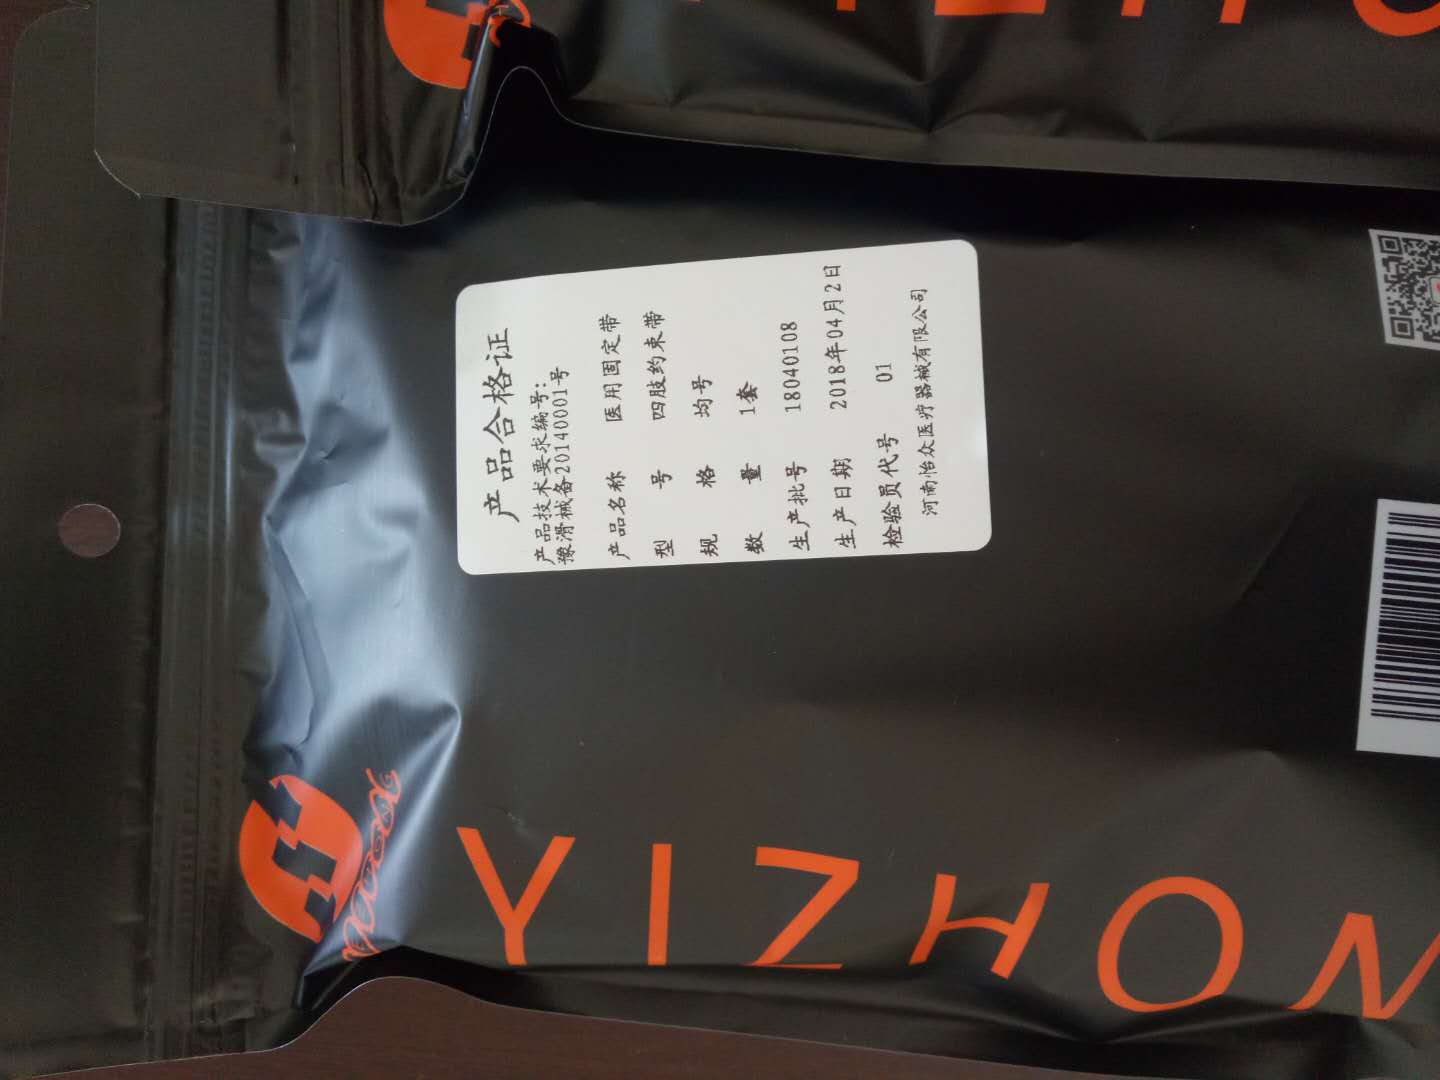 产品合格证
产品技术要求编号：
豫滑械备20140001号
产品名称 医用固定带
型 号 四肢约束带
规 格 均号
数 量 1套
生产批号 18040108
生产日期 2018年04月2日
检验员代号 01
河南怡众医疗器械有限公司
YIZHON